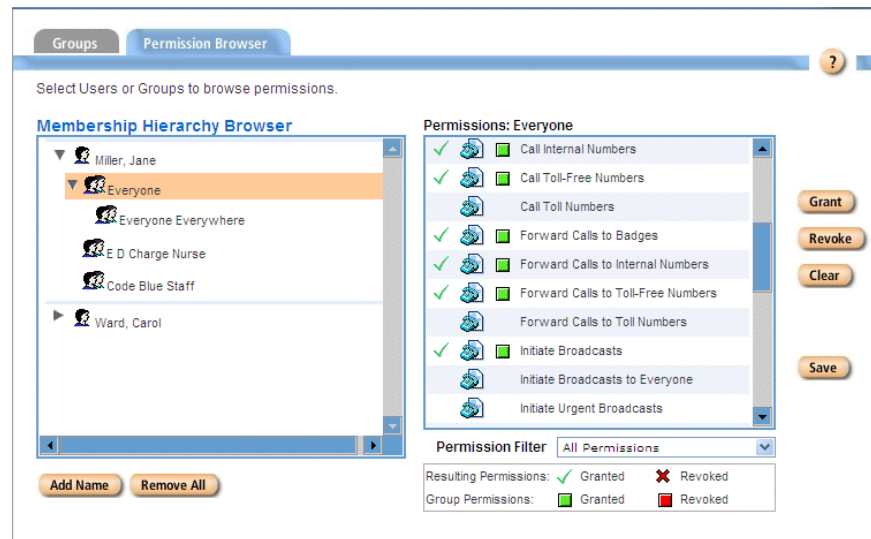 Groups
Permission Browser
?
Select Users or Groups to browse permissions.
Membership Hierarchy Browser
Miller, Jane
Everyone
Everyone Everywhere
E D Charge Nurse
Code Blue Staff
Ward, Carol
Add Name
Remove All
Permissions: Everyone
Call Internal Numbers
Call Toll-Free Numbers
Call Toll Numbers
Forward Calls to Badges
Forward Calls to Internal Numbers
Forward Calls to Toll-Free Numbers
Forward Calls to Toll Numbers
Initiate Broadcasts
Initiate Broadcasts to Everyone
Initiate Urgent Broadcasts
Permission Filter All Permissions
Resulting Permissions: Granted Revoked
Group Permissions: Granted Revoked
Grant
Revoke
Clear
Save